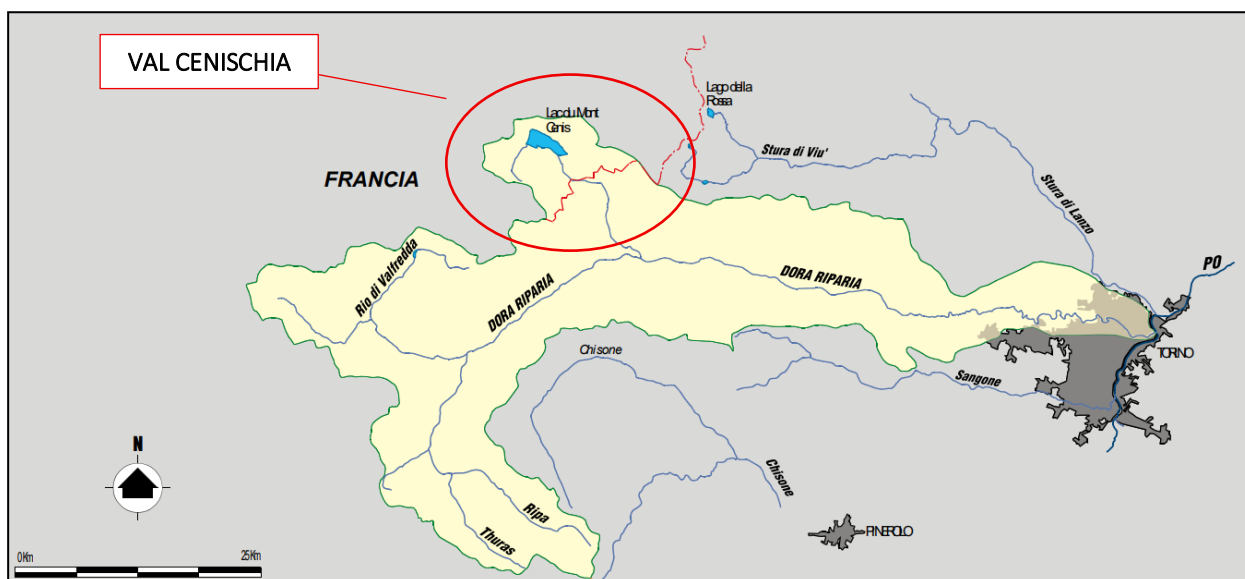 VAL CENISCHIA
Lago della
Rossa
Lac du Mont
Cenis
Stura di Viu'
FRANCIA
Stura di Lanzo
Rio di Valfredda
PO
DORA RIPARIA
DORA RIPARIA
Chisone
TORINO
Sangone
N
Chisone
Ripa
Thuras
PINEROLO
0 Km
25 Km